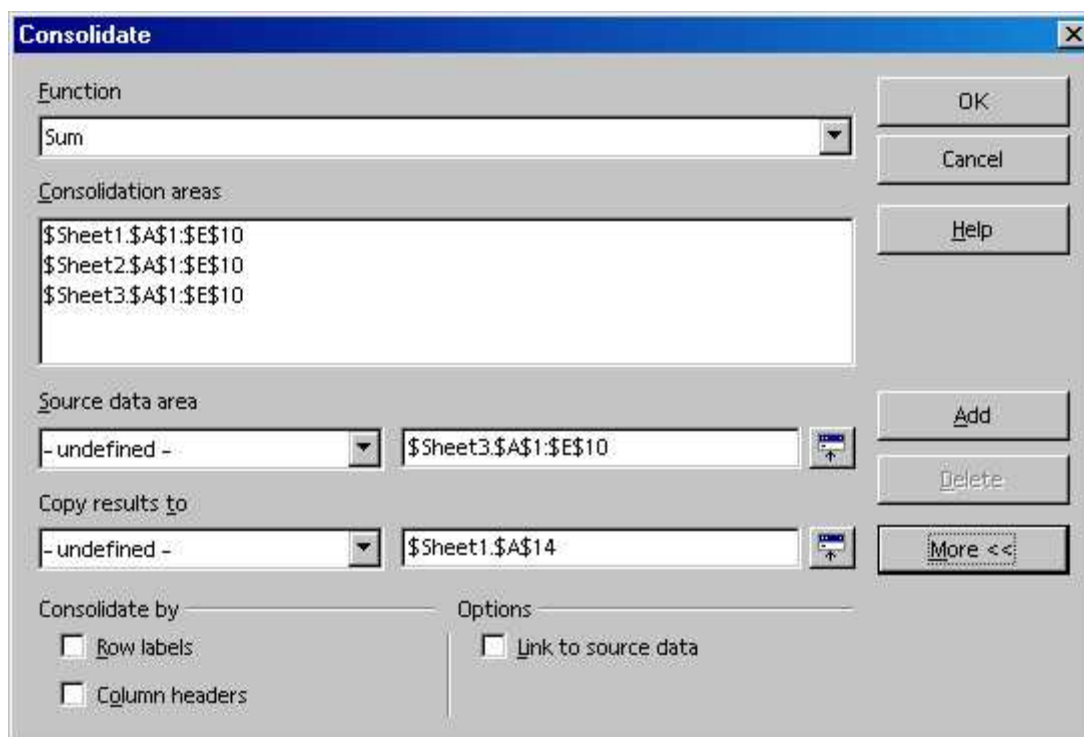 Consolidate
Function
OK
Sum
Cancel
Consolidation areas
$Sheet1.$A$1:$E$10
Help
$Sheet2.$A$1:$E$10
$Sheet3.$A$1:$E$10
Source data area
Add
- undefined -
$Sheet3.$A$1:$E$10
Delete
Copy results to
- undefined -
$Sheet1.$A$14
More <<
Consolidate by
Options
Row labels
Link to source data
Column headers